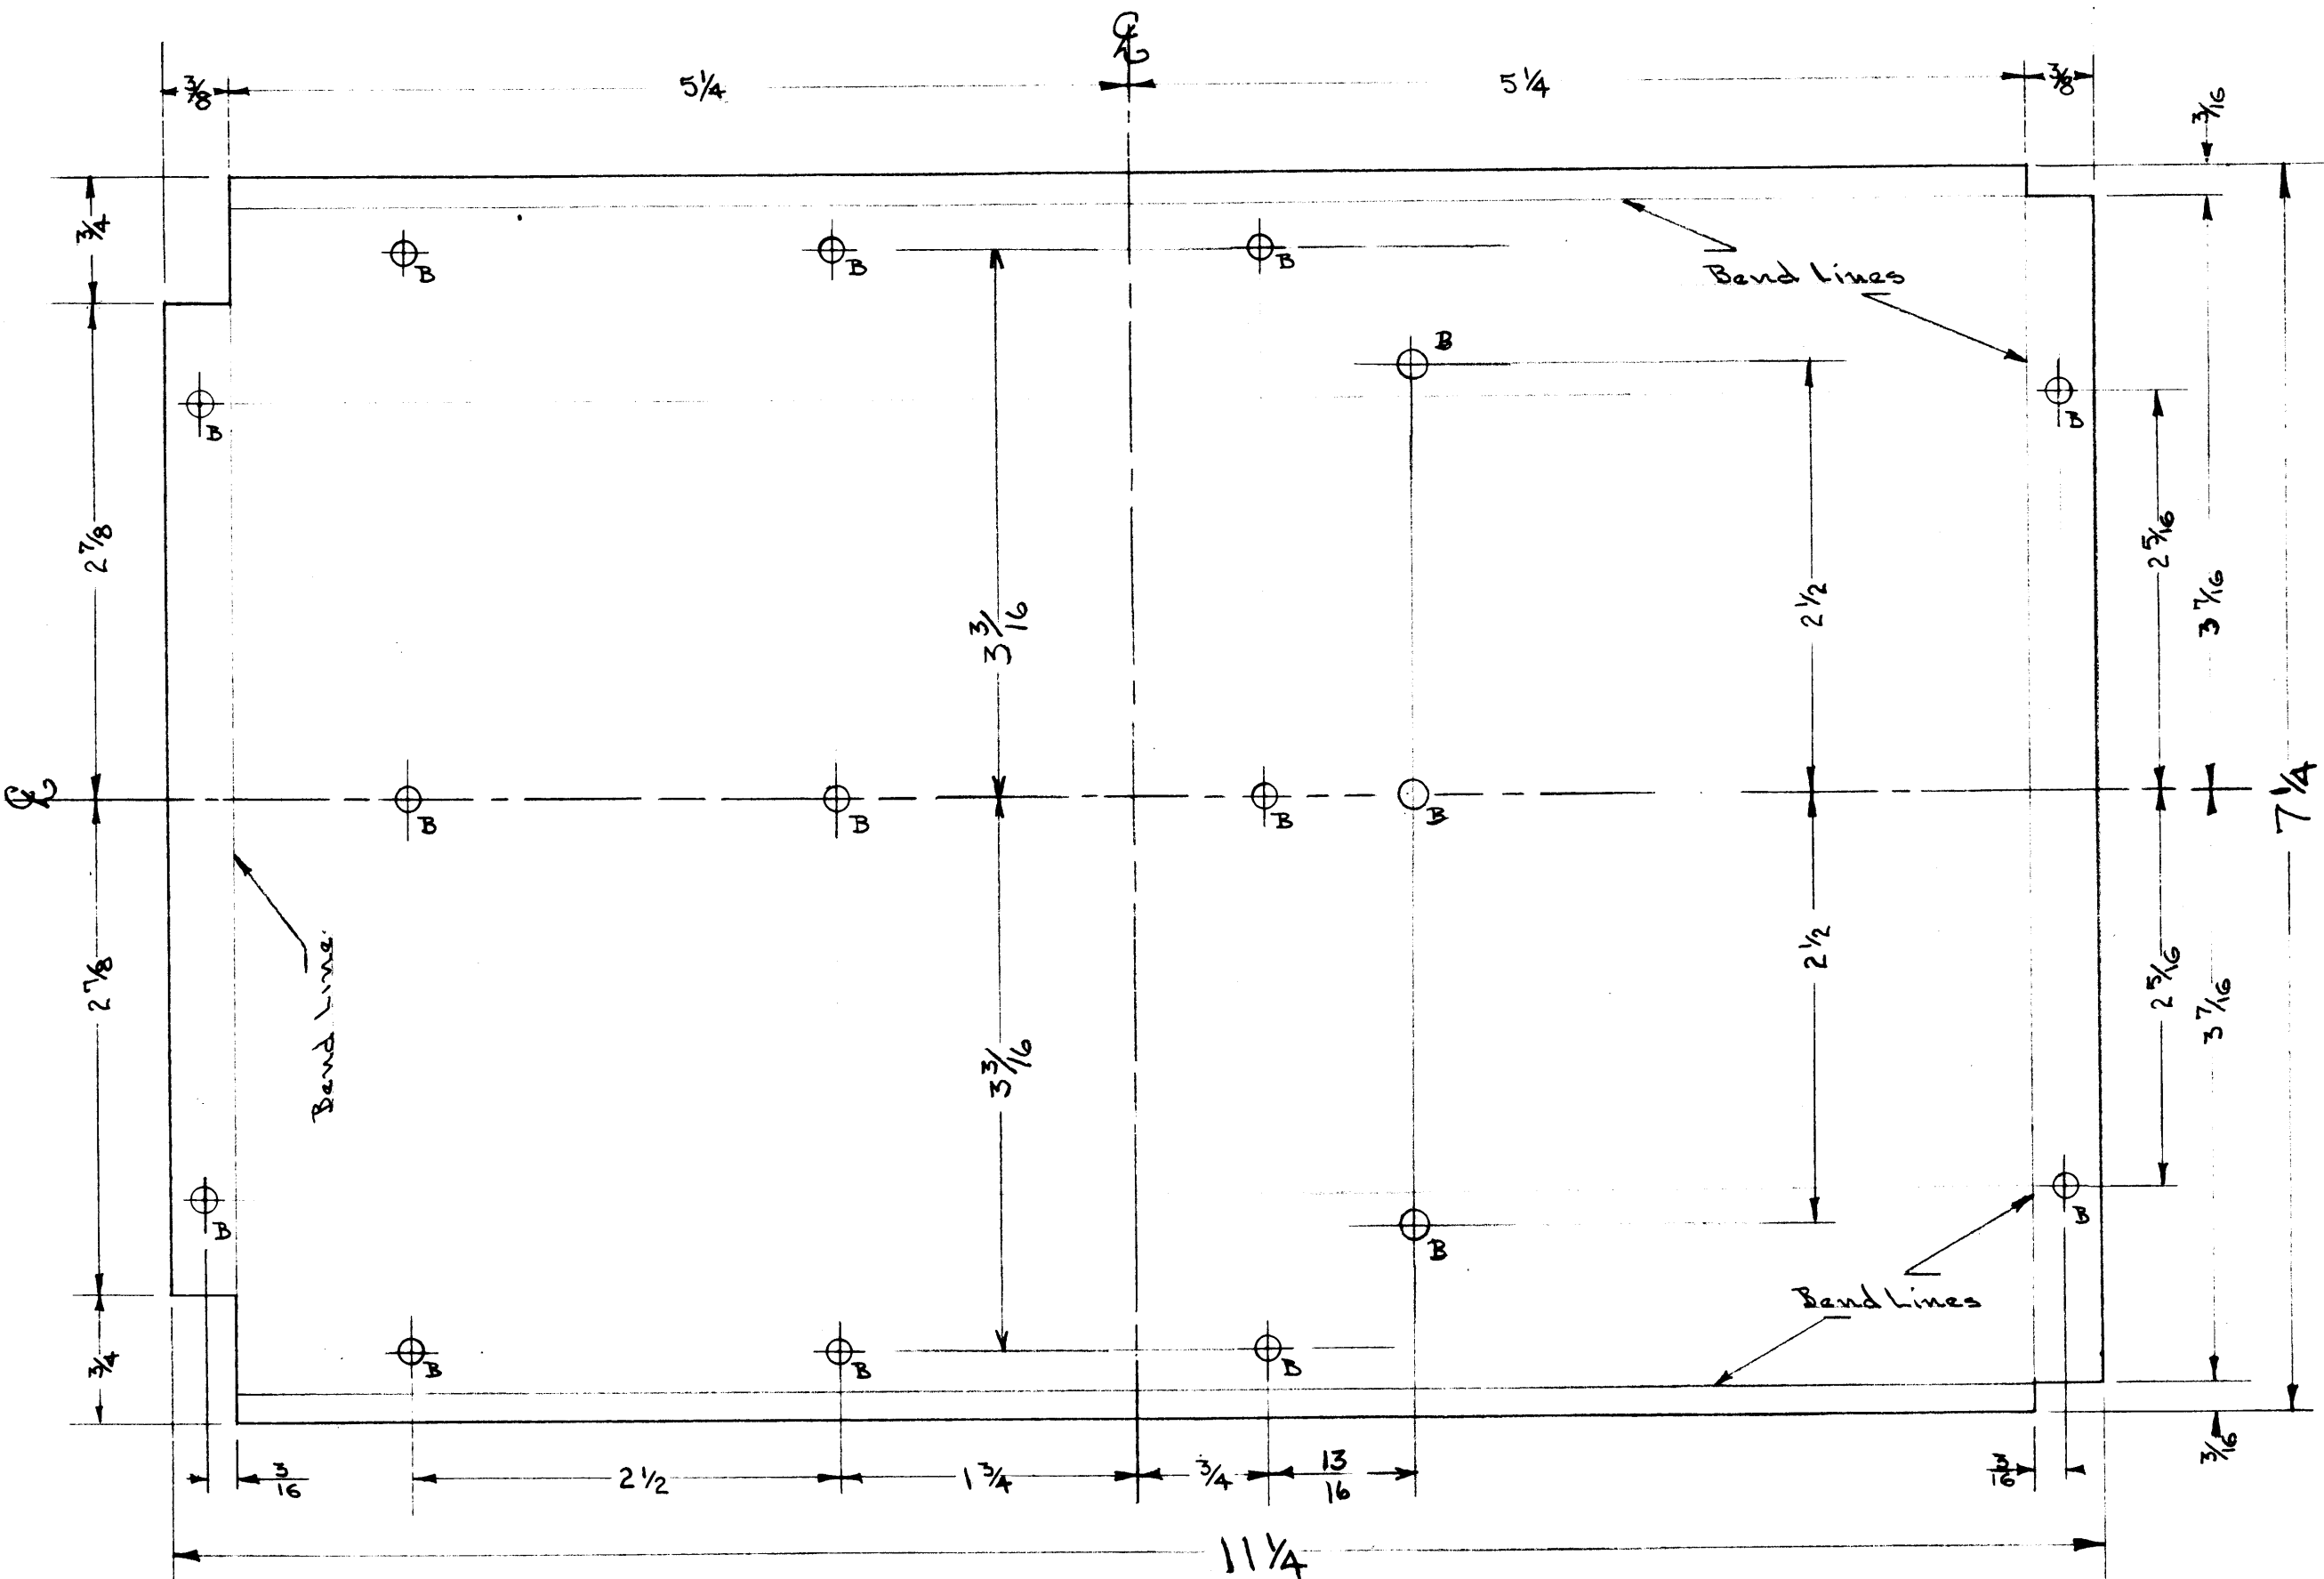 ℄
3/8
5 1/4
5 1/4
3/8
3/16
3/4
B
B
B
Bend Lines
B
B
B
2 7/8
3 3/16
2 1/2
2 5/16
3 7/16
7 1/4
℄
B
B
B
B
Bend Line
2 7/8
3 3/16
2 1/2
2 5/16
3 7/16
B
B
B
Bend Lines
3/4
B
B
B
3/16
3/16
2 1/2
1 3/4
3/4
13/16
3/16
11 1/4